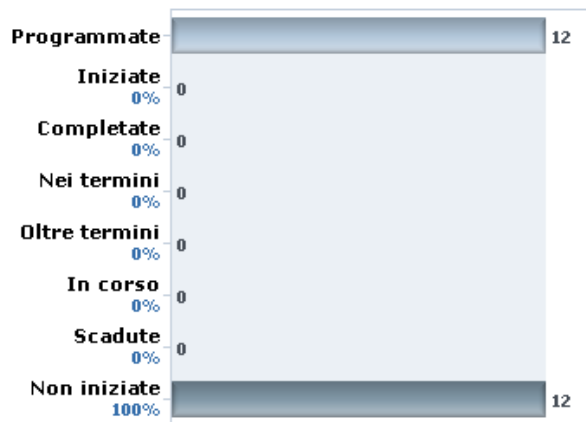 Programmate 12
Iniziate
0% 0
Completate
0% 0
Nei termini
0% 0
Oltre termini
0% 0
In corso
0% 0
Scadute
0% 0
Non iniziate
100% 12